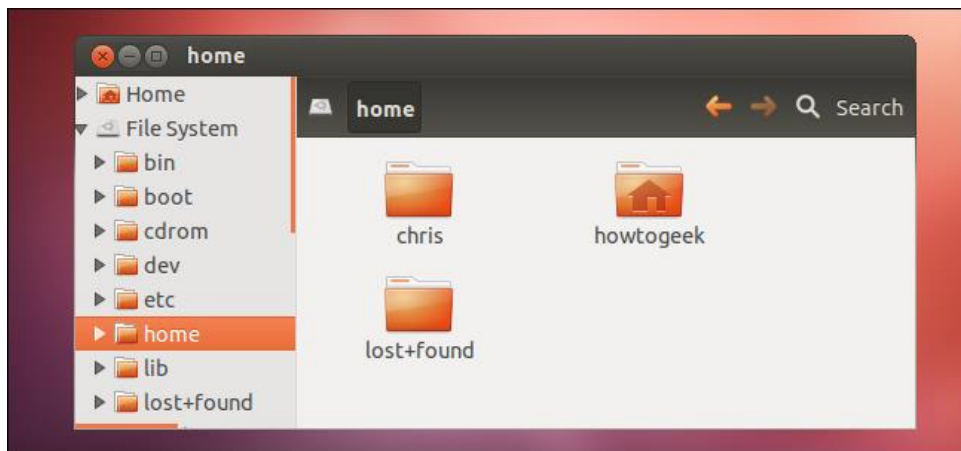 home
Home
File System
bin
boot
cdrom
dev
etc
home
lib
lost+found
home Search
chris howtogeek
lost+found